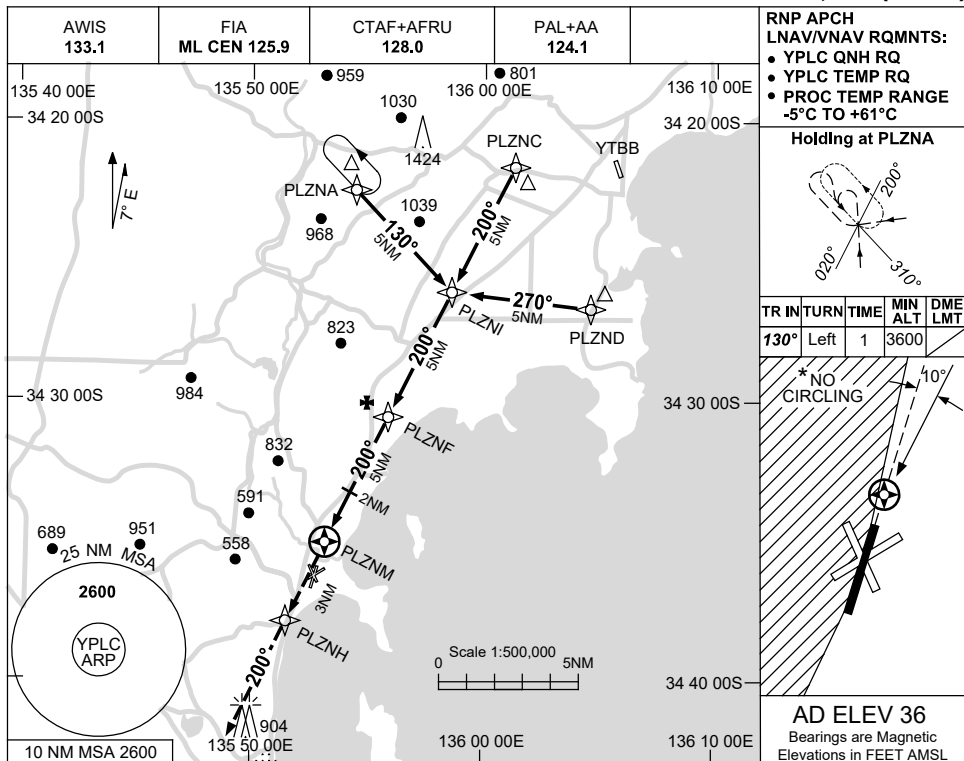 AWIS
133.1
FIA
ML CEN 125.9
CTAF+AFRU
128.0
PAL+AA
124.1
RNP APCH
LNAV/VNAV RQMNTS:
• YPLC QNH RQ
• YPLC TEMP RQ
• PROC TEMP RANGE
-5°C TO +61°C
Holding at PLZNA
200°
020°
310°
TR IN TURN TIME MIN ALT DME LMT
130° Left 1 3600
* NO
CIRCLING
10°
AD ELEV 36
Bearings are Magnetic
Elevations in FEET AMSL
135 40 00E
135 50 00E
136 00 00E
136 10 00E
34 20 00S
34 20 00S
959
801
1030
1424
PLZNC
YTBB
PLZNA
7° E
968
1039
130°
5NM
200°
5NM
270°
5NM
PLZNI
PLZND
823
200°
5NM
984
34 30 00S
34 30 00S
PLZNF
832
200°
5NM
2NM
591
689
951
558
PLZNM
3NM
25 NM MSA
2600
YPLC
ARP
PLZNH
200°
Scale 1:500,000
0
5NM
34 40 00S
904
10 NM MSA 2600
135 50 00E
136 00 00E
136 10 00E